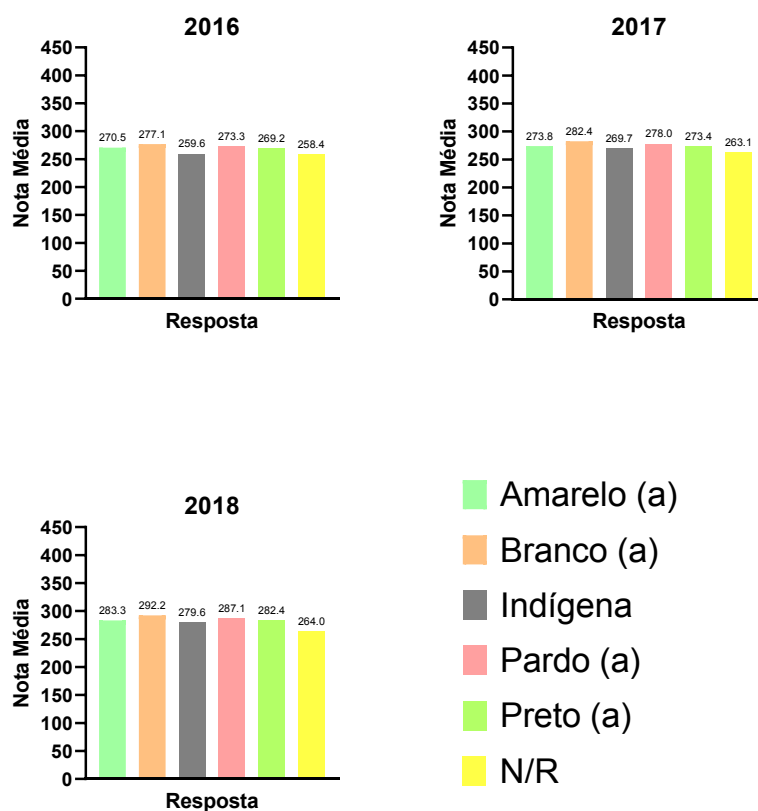 2016
450
400
350
300
250
200
150
100
50
0
Nota Média
270.5 277.1 259.6 273.3 269.2 258.4
Resposta
2017
450
400
350
300
250
200
150
100
50
0
Nota Média
273.8 282.4 269.7 278.0 273.4 263.1
Resposta
2018
450
400
350
300
250
200
150
100
50
0
Nota Média
283.3 292.2 279.6 287.1 282.4 264.0
Resposta
Amarelo (a)
Branco (a)
Indígena
Pardo (a)
Preto (a)
N/R